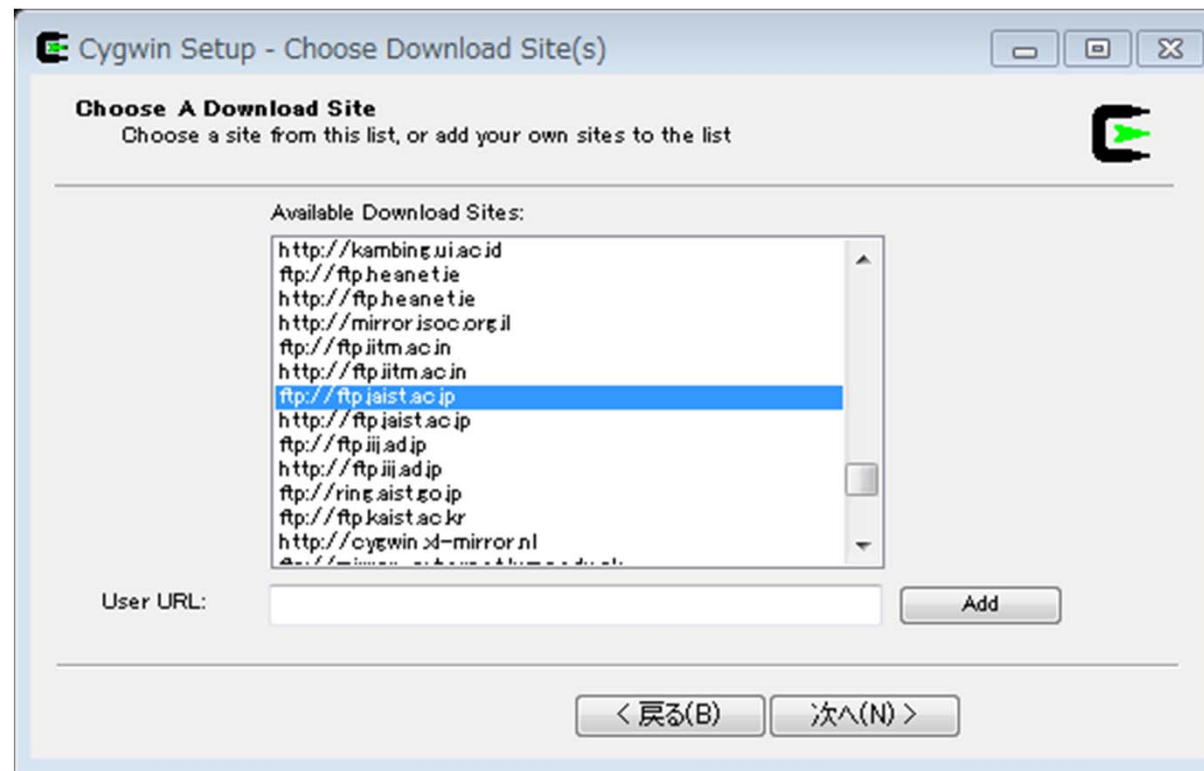 Cygwin Setup - Choose Download Site(s)
Choose A Download Site
Choose a site from this list, or add your own sites to the list
Available Download Sites:
http://kambing.ui.ac.id
ftp://ftp.heanet.ie
http://ftp.heanet.ie
http://mirror.isoc.org.il
ftp://ftp.iitm.ac.in
http://ftp.iitm.ac.in
ftp://ftp.jaist.ac.jp
http://ftp.jaist.ac.jp
ftp://ftp.iij.ad.jp
http://ftp.iij.ad.jp
ftp://ring.aist.go.jp
ftp://ftp.kaist.ac.kr
http://cygwin.xl-mirror.nl
User URL:
Add
< 戻る(B)
次へ(N) >